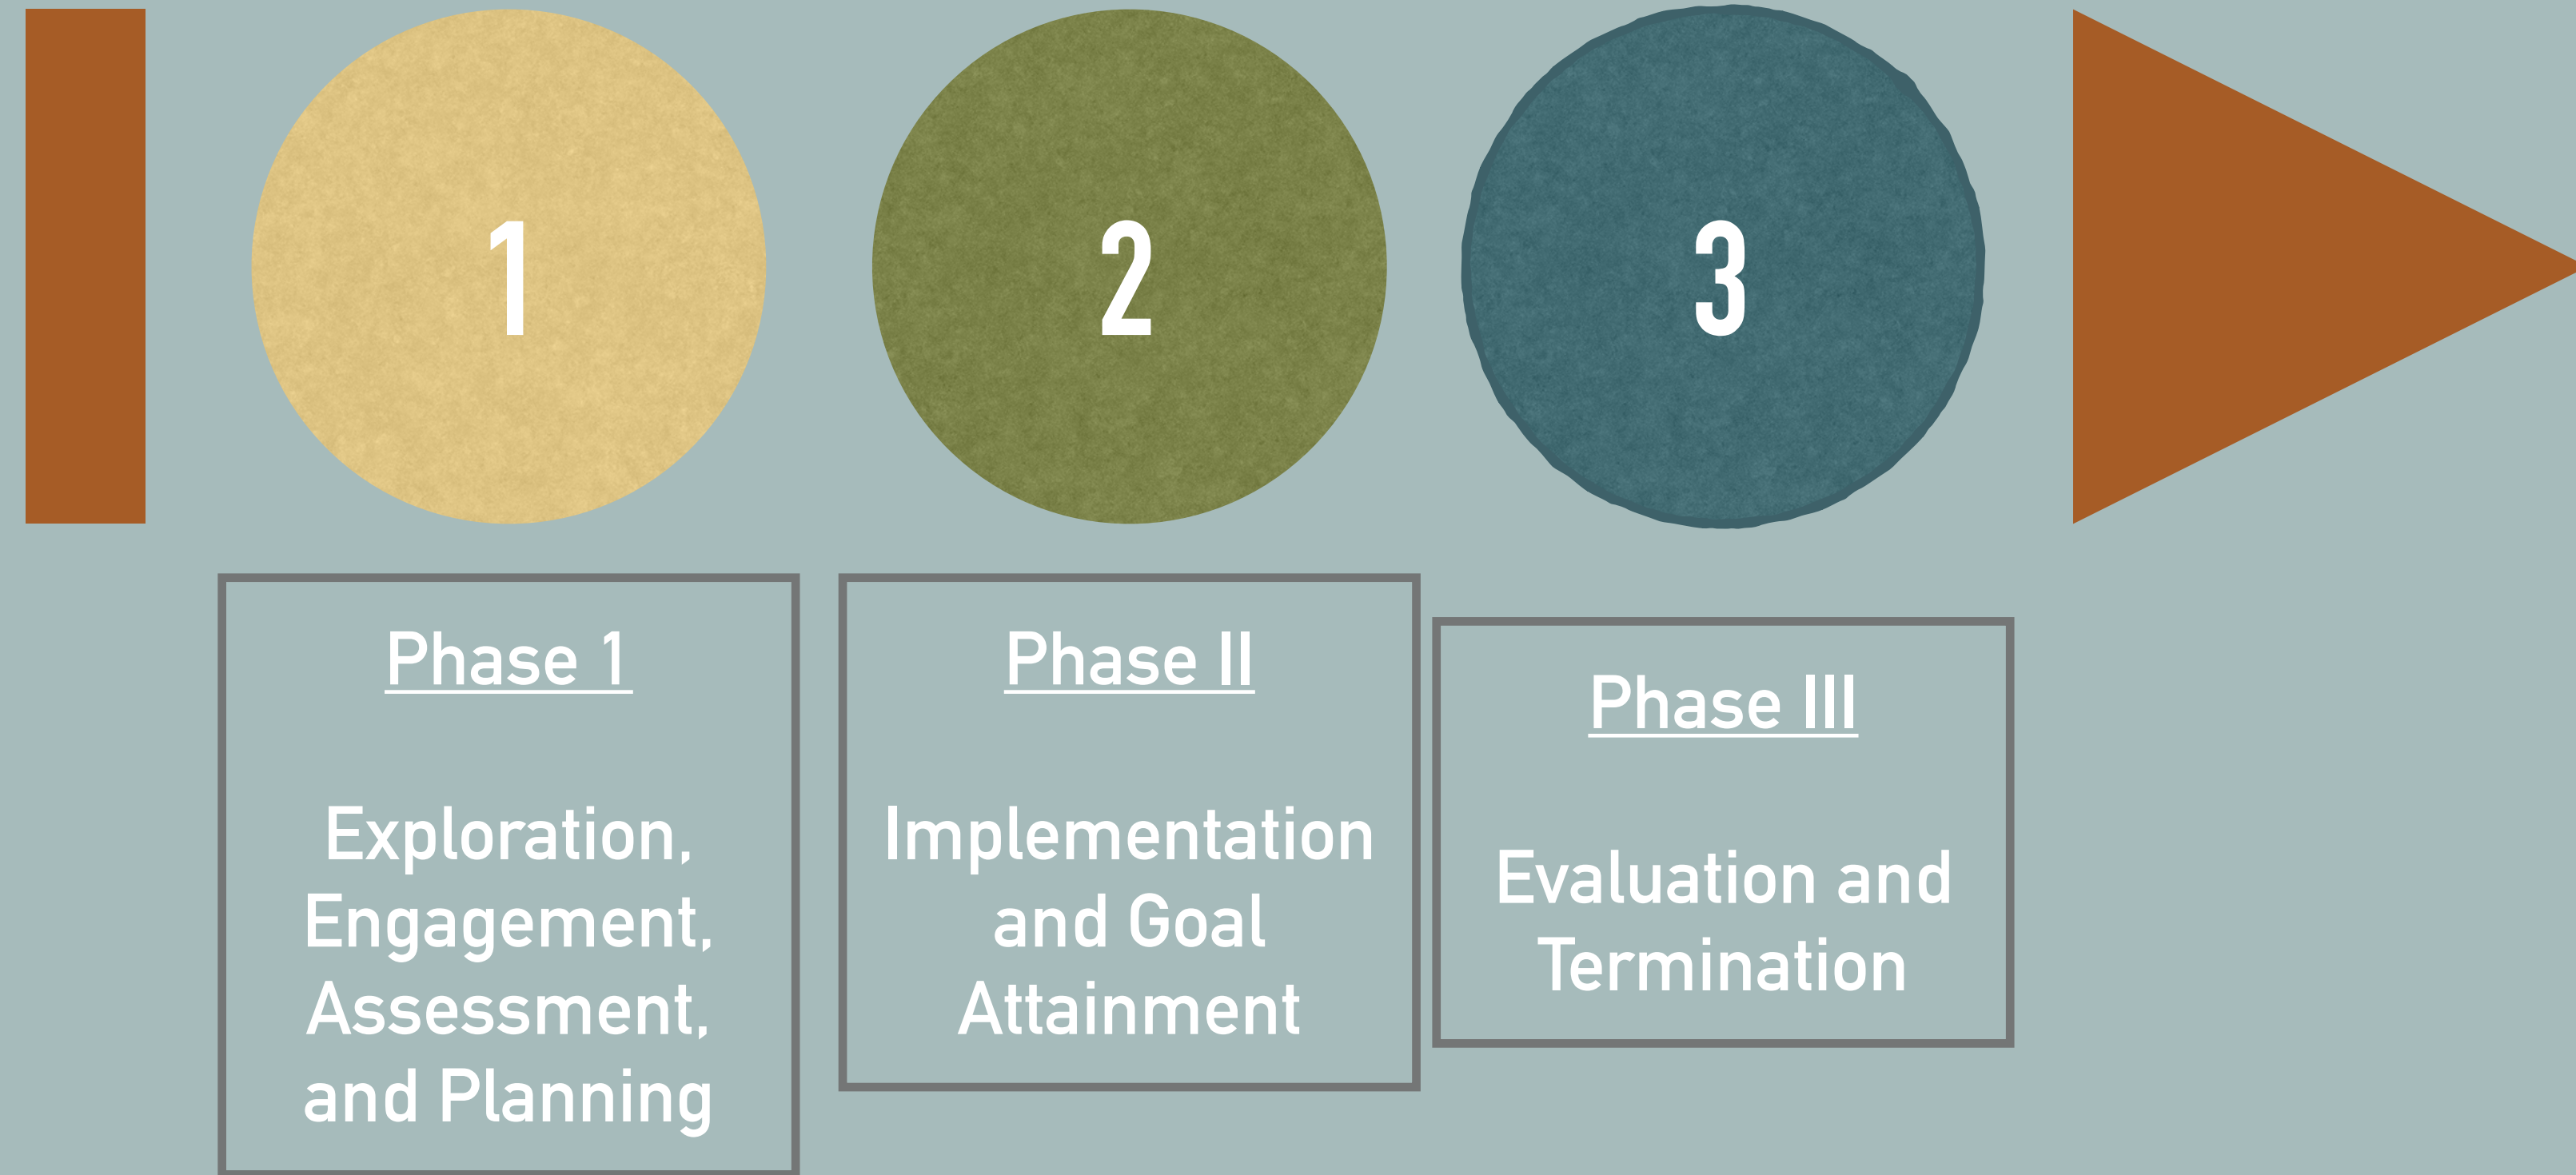 1
2
3
Phase 1
Exploration,
Engagement,
Assessment,
and Planning
Phase II
Implementation
and Goal
Attainment
Phase III
Evaluation and
Termination